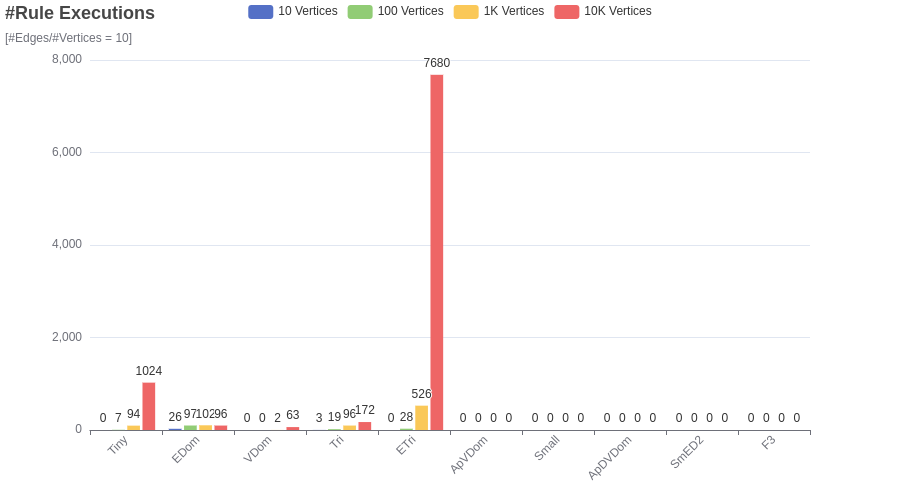 #Rule Executions
10 Vertices 100 Vertices 1K Vertices 10K Vertices
[#Edges/#Vertices = 10]
8,000
6,000
4,000
2,000
0
0 7 94 1024
26 97 102 96
0 0 2 63
3 19 96 172
0 28 526 7680
0 0 0 0
0 0 0 0
0 0 0 0
0 0 0 0
0 0 0 0
Tiny EDom VDom Tri ETri ApVDom Small ApDVDom SmED2 F3